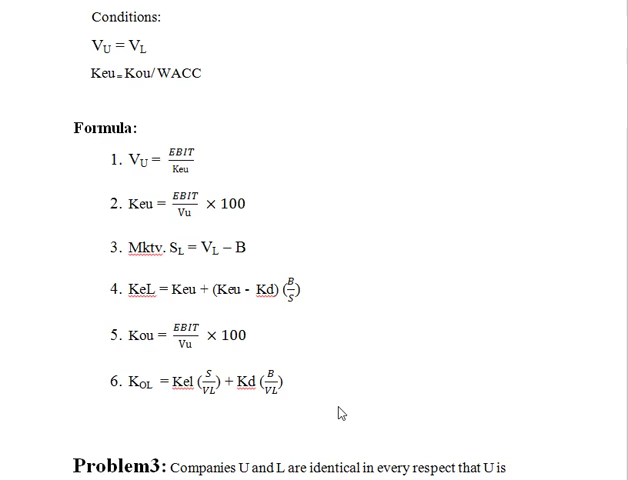 Conditions:
VU = VL
Keu = Kou/WACC
Formula:
1. VU = EBIT/Keu
2. Keu = EBIT/Vu × 100
3. Mktv. SL = VL – B
4. KeL = Keu + (Keu - Kd) (B/S)
5. Kou = EBIT/Vu × 100
6. KOL = Kel (S/VL) + Kd (B/VL)
Problem3: Companies U and L are identical in every respect that U is